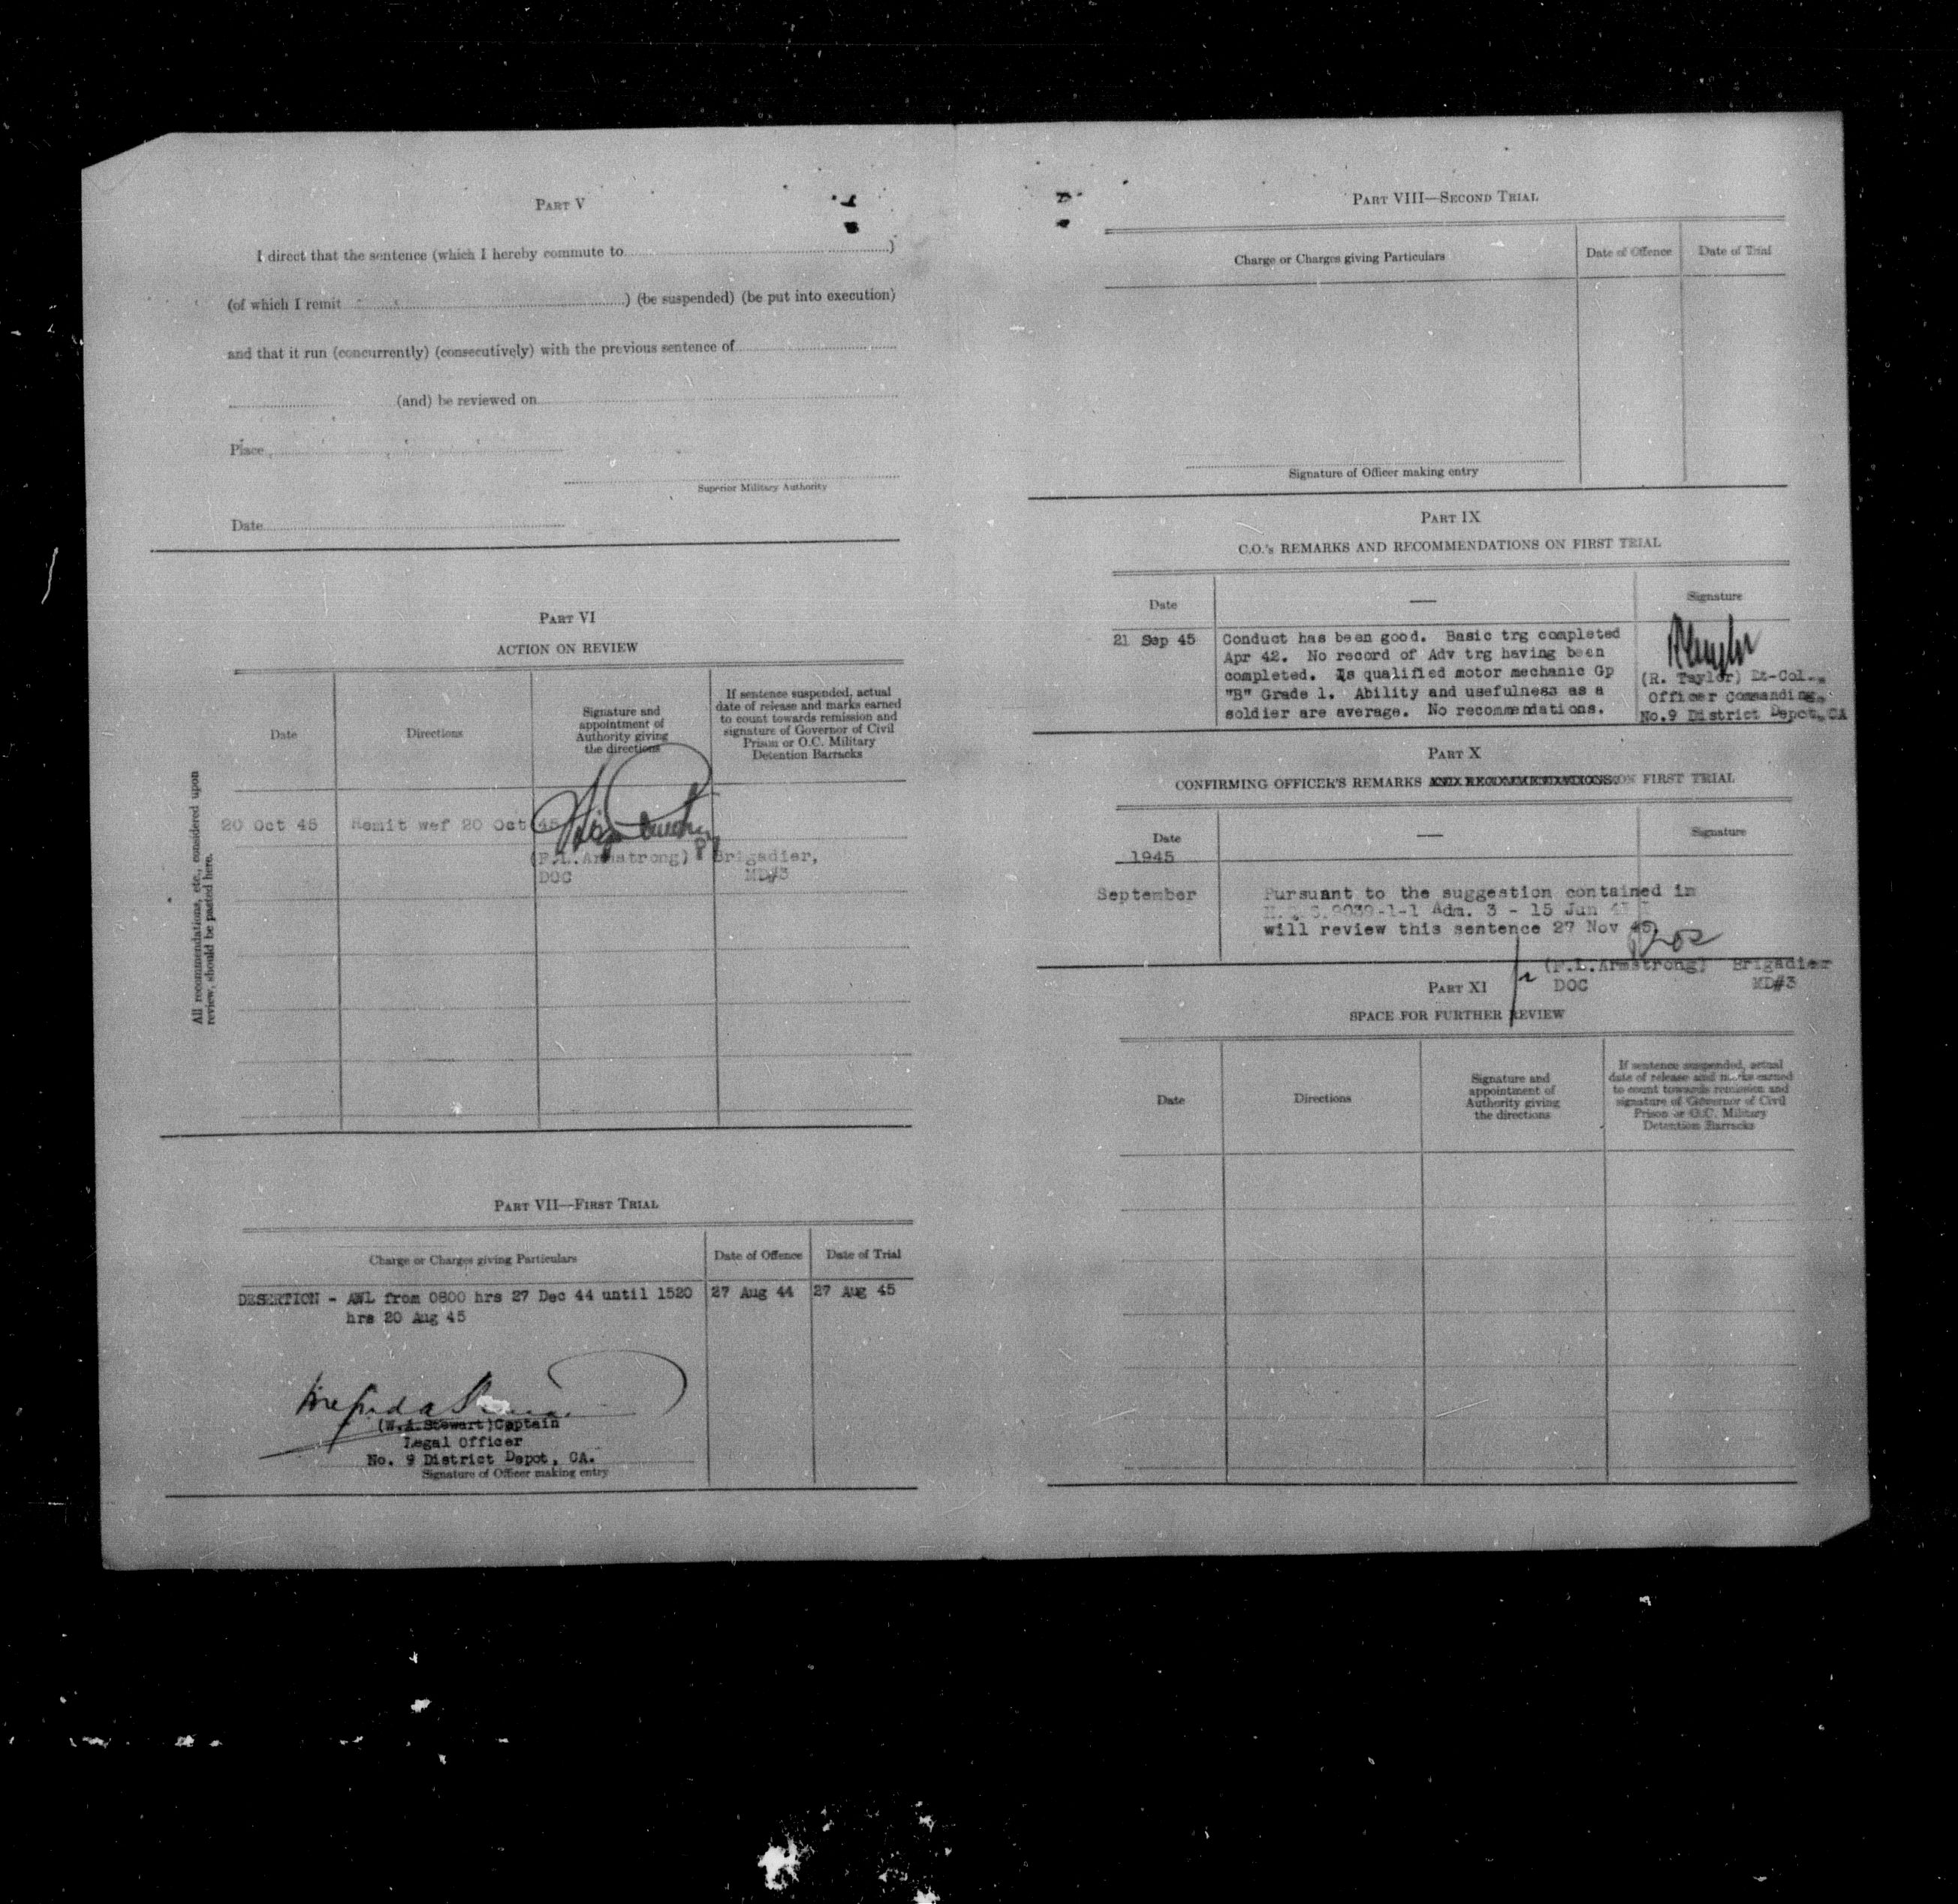 PART V
I direct that the sentence (which I hereby commute to ........)
(of which I remit ........) (be suspended) (be put into execution)
and that it run (concurrently) (consecutively) with the previous sentence of ........
........ (and) be reviewed on ........
Place ........
Superior Military Authority
Date ........
PART VI
ACTION ON REVIEW
Date
Directions
Signature and
appointment of
Authority giving
the directions
If sentence suspended, actual
date of release and marks earned
to count towards remission and
signature of Governor of Civil
Prison or O.C. Military
Detention Barracks
All recommendations, etc., considered upon
review, should be pasted here.
20 Oct 45 Remit wef 20 Oct 45
(F.L.Armstrong) Brigadier,
DOC MD#3
PART VII—FIRST TRIAL
Charge or Charges giving Particulars
Date of Offence
Date of Trial
DESERTION - AWL from 0800 hrs 27 Dec 44 until 1520 27 Aug 44 27 Aug 45
hrs 20 Aug 45
(W.A.Stewart)Captain
Legal Officer
No. 9 District Depot, CA.
Signature of Officer making entry
PART VIII—SECOND TRIAL
Charge or Charges giving Particulars
Date of Offence
Date of Trial
Signature of Officer making entry
PART IX
C.O.'s REMARKS AND RECOMMENDATIONS ON FIRST TRIAL
Date
—
Signature
21 Sep 45
Conduct has been good. Basic trg completed
Apr 42. No record of Adv trg having been
completed. Is qualified motor mechanic Gp
"B" Grade 1. Ability and usefulness as a
soldier are average. No recommendations.
(R. Taylor) Lt-Col.,
Officer Commanding,
No.9 District Depot, CA
PART X
CONFIRMING OFFICER'S REMARKS AND RECOMMENDATIONS ON FIRST TRIAL
Date
—
Signature
1945
September
Pursuant to the suggestion contained in
9039-1-1 Adm. 3 - 15 Jun
will review this sentence 27 Nov 45
(F.L.Armstrong) Brigadier
DOC MD#3
PART XI
SPACE FOR FURTHER REVIEW
Date
Directions
Signature and
appointment of
Authority giving
the directions
If sentence suspended, actual
date of release and marks earned
to count towards remission and
signature of Governor of Civil
Prison or O.C. Military
Detention Barracks